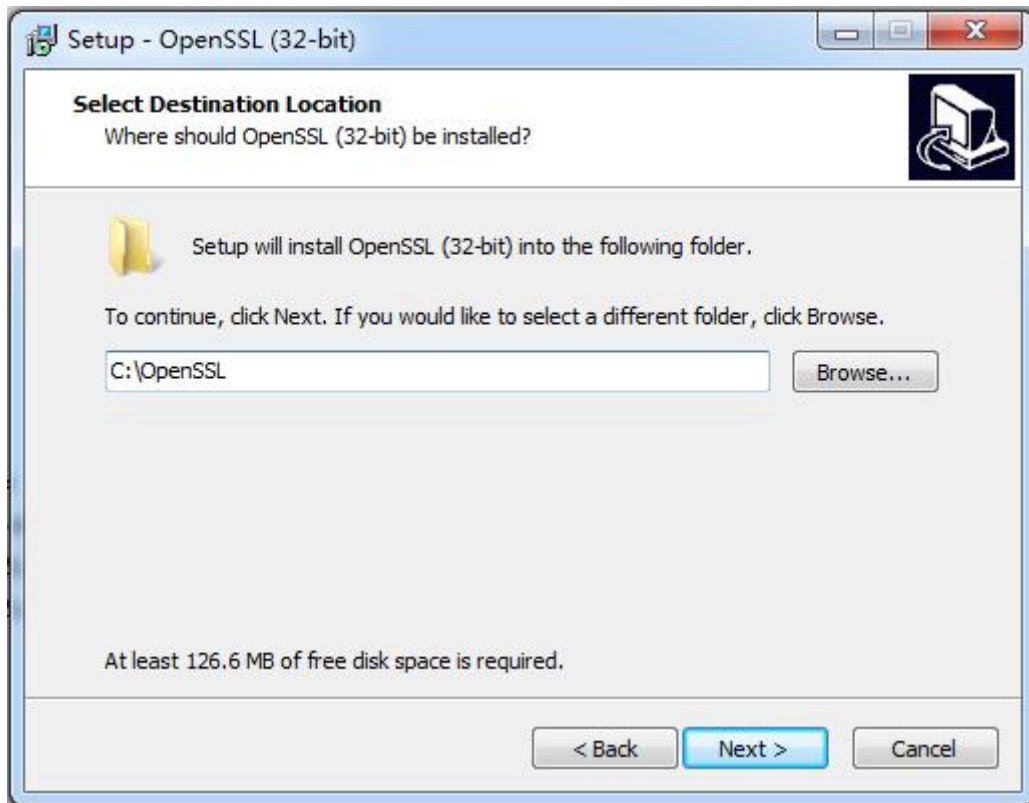 Setup - OpenSSL (32-bit)
Select Destination Location
Where should OpenSSL (32-bit) be installed?
Setup will install OpenSSL (32-bit) into the following folder.
To continue, click Next. If you would like to select a different folder, click Browse.
C:\OpenSSL
Browse...
At least 126.6 MB of free disk space is required.
< Back
Next >
Cancel